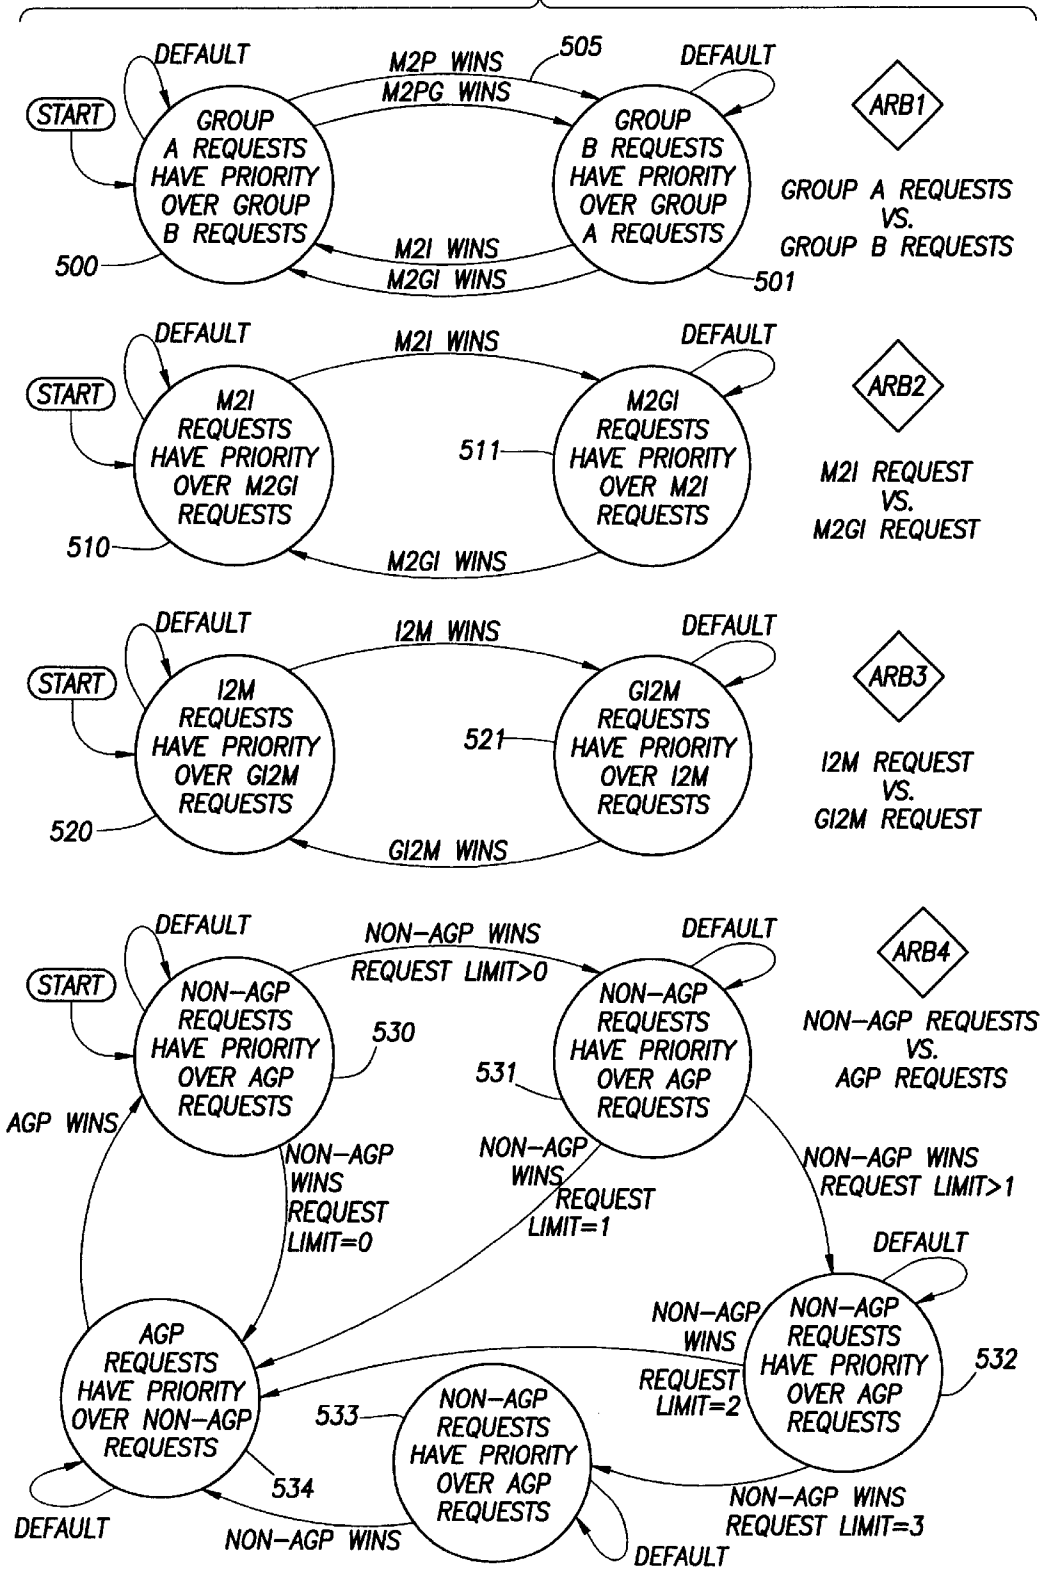 DEFAULT
START
GROUP
A REQUESTS
HAVE PRIORITY
OVER GROUP
B REQUESTS
500
M2P WINS
M2PG WINS
505
M2I WINS
M2GI WINS
DEFAULT
GROUP
B REQUESTS
HAVE PRIORITY
OVER GROUP
A REQUESTS
501
ARB1
GROUP A REQUESTS
VS.
GROUP B REQUESTS
DEFAULT
START
M2I
REQUESTS
HAVE PRIORITY
OVER M2GI
REQUESTS
510
M2I WINS
M2GI WINS
DEFAULT
M2GI
REQUESTS
HAVE PRIORITY
OVER M2I
REQUESTS
511
ARB2
M2I REQUEST
VS.
M2GI REQUEST
DEFAULT
START
I2M
REQUESTS
HAVE PRIORITY
OVER GI2M
REQUESTS
520
I2M WINS
GI2M WINS
DEFAULT
GI2M
REQUESTS
HAVE PRIORITY
OVER I2M
REQUESTS
521
ARB3
I2M REQUEST
VS.
GI2M REQUEST
DEFAULT
START
NON-AGP
REQUESTS
HAVE PRIORITY
OVER AGP
REQUESTS
530
NON-AGP WINS
REQUEST LIMIT>0
DEFAULT
NON-AGP
REQUESTS
HAVE PRIORITY
OVER AGP
REQUESTS
531
ARB4
NON-AGP REQUESTS
VS.
AGP REQUESTS
AGP WINS
NON-AGP
WINS
REQUEST
LIMIT=0
NON-AGP
WINS
REQUEST
LIMIT=1
NON-AGP WINS
REQUEST LIMIT>1
DEFAULT
NON-AGP
REQUESTS
HAVE PRIORITY
OVER AGP
REQUESTS
532
NON-AGP
WINS
REQUEST
LIMIT=2
AGP
REQUESTS
HAVE PRIORITY
OVER NON-AGP
REQUESTS
534
DEFAULT
533
NON-AGP
REQUESTS
HAVE PRIORITY
OVER AGP
REQUESTS
NON-AGP WINS
REQUEST LIMIT=3
NON-AGP WINS
DEFAULT